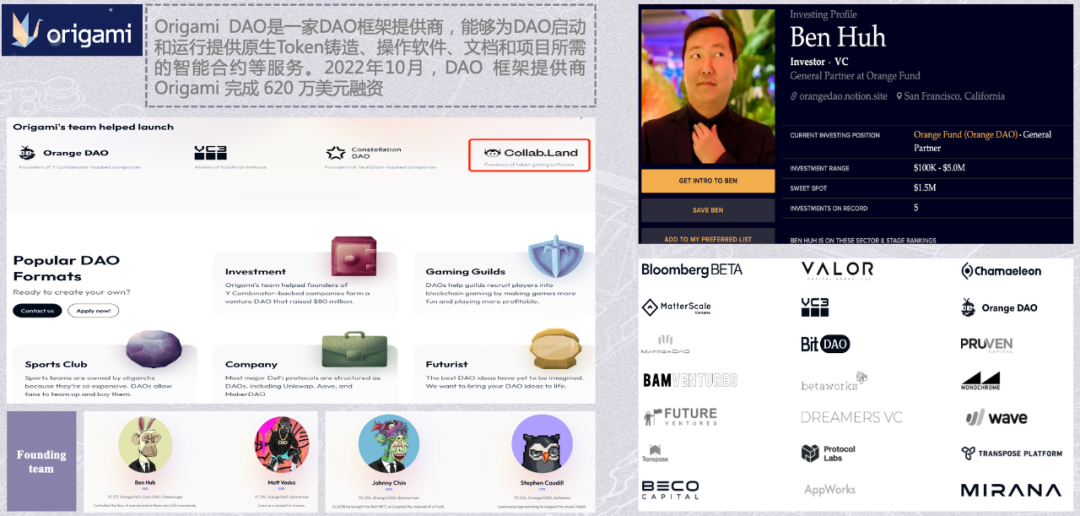 origami
Origami DAO是一家DAO框架提供商，能够为DAO启动
和运行提供原生Token铸造、操作软件、文档和项目所需
的智能合约等服务。2022年10月，DAO 框架提供商
Origami 完成 620 万美元融资
Origami's team helped launch
Orange DAO
Founders of Y Combinator-backed companies
VC3
Alumni of Kauffman Fellows
Constellation
DAO
Founders of TechStars-backed companies
Collab.Land
Creators of token gating software
Popular DAO
Formats
Ready to create your own?
Contact us
Apply now!
Investment
Origami's team helped founders of
Y Combinator-backed companies form a
venture DAO that raised $80 million.
Gaming Guilds
DAOs help guilds recruit players into
blockchain gaming by making games more
fun and playing more profitable.
Sports Club
Sports teams are owned by oligarchs
because they're so expensive. DAOs allow
fans to team up and buy them.
Company
Most major DeFi protocols are structured as
DAOs, including Uniswap, Aave, and
MakerDAO.
Futurist
The best DAO ideas have yet to be imagined.
We want to bring your DAO ideas to life.
Founding
team
Ben Huh
Matt Vaska
DAO
Johnny Chin
Stephen Caudill
Investing Profile
Ben Huh
Investor · VC
General Partner at Orange Fund
orangedao.notion.site
San Francisco, California
CURRENT INVESTING POSITION
Orange Fund (Orange DAO) · General
Partner
INVESTMENT RANGE
$100K - $5.0M
SWEET SPOT
$1.5M
INVESTMENTS ON RECORD
5
BEN HUH IS ON THESE SECTOR & STAGE RANKINGS
GET INTRO TO BEN
SAVE BEN
ADD TO MY PREFERRED LIST
Bloomberg BETA
VALOR
CAPITAL GROUP
Chamaeleon
MatterScale
Ventures
VC3
Orange DAO
MATRIXDAO
BitDAO
PRUVEN
CAPITAL
BAMVENTURES
betaworks
MONOCHROME
FUTURE
VENTURES
DREAMERS VC
wave
Transpose
Protocol
Labs
TRANSPOSE PLATFORM
BECO
CAPITAL
AppWorks
MIRANA